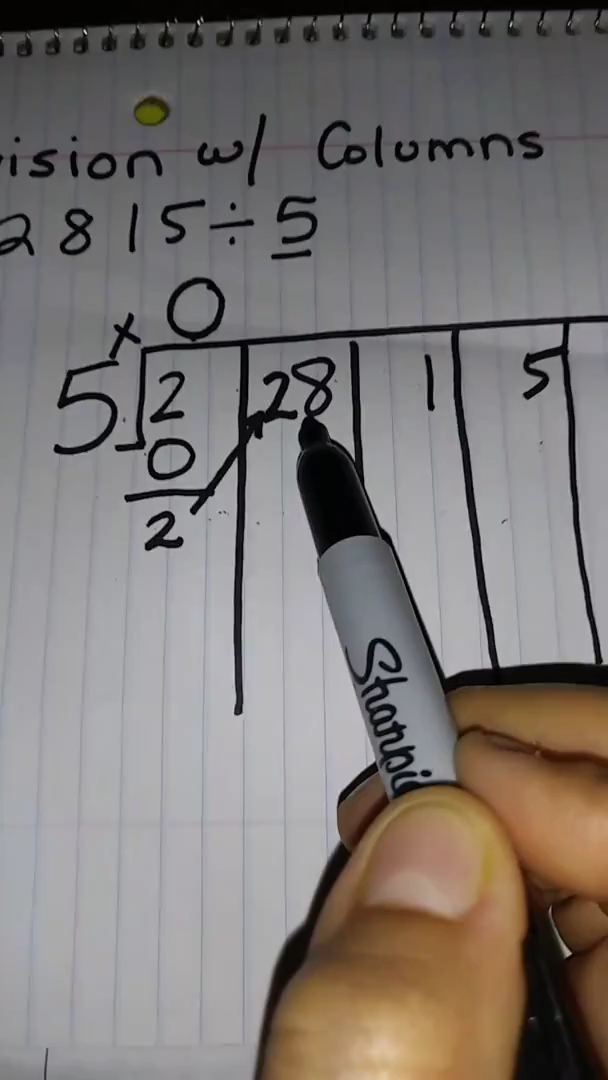 ision w/ Columns
2815÷5
x 0
5 2 28 1 5
0
2
Sharpie